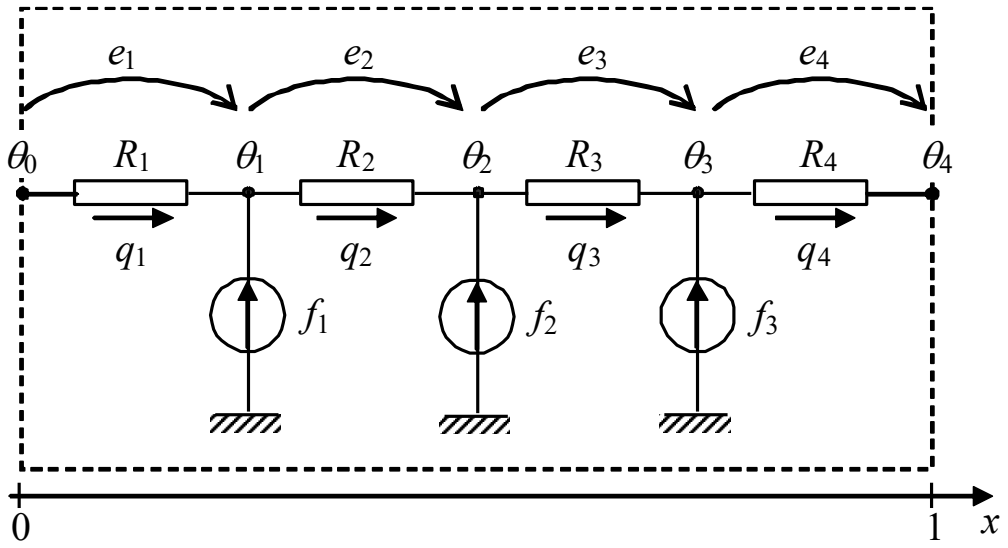 e₁ e₂ e₃ e₄
θ₀ R₁ θ₁ R₂ θ₂ R₃ θ₃ R₄ θ₄
q₁ q₂ q₃ q₄
f₁ f₂ f₃
0 1 x